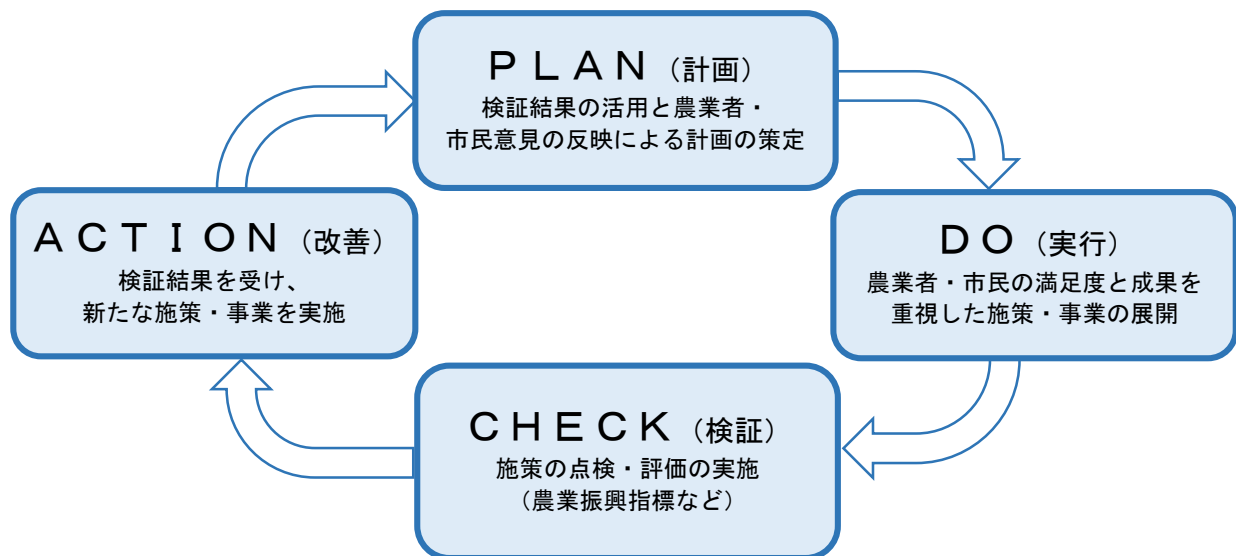 ＰＬＡＮ（計画）
検証結果の活用と農業者・
市民意見の反映による計画の策定
ＤＯ（実行）
農業者・市民の満足度と成果を
重視した施策・事業の展開
ＣＨＥＣＫ（検証）
施策の点検・評価の実施
（農業振興指標など）
ＡＣＴＩＯＮ（改善）
検証結果を受け、
新たな施策・事業を実施